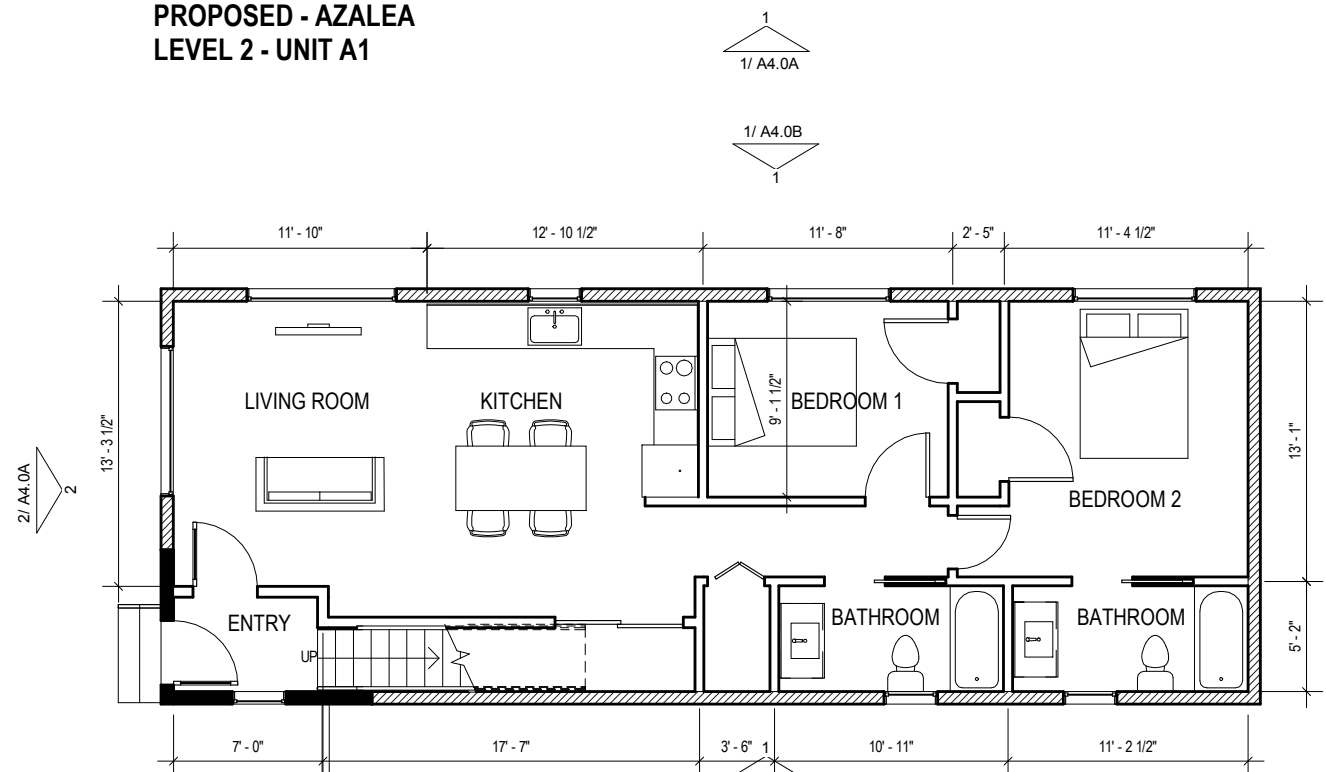 PROPOSED - AZALEA
LEVEL 2 - UNIT A1
1
1/ A4.0A
1/ A4.0B
1
11' - 10"
12' - 10 1/2"
11' - 8"
2' - 5"
11' - 4 1/2"
2/ A4.0A
2
13' - 3 1/2"
LIVING ROOM
KITCHEN
9' - 1 1/2"
BEDROOM 1
BEDROOM 2
13' - 1"
ENTRY
UP
BATHROOM
BATHROOM
5' - 2"
7' - 0"
17' - 7"
3' - 6"
1
10' - 11"
11' - 2 1/2"